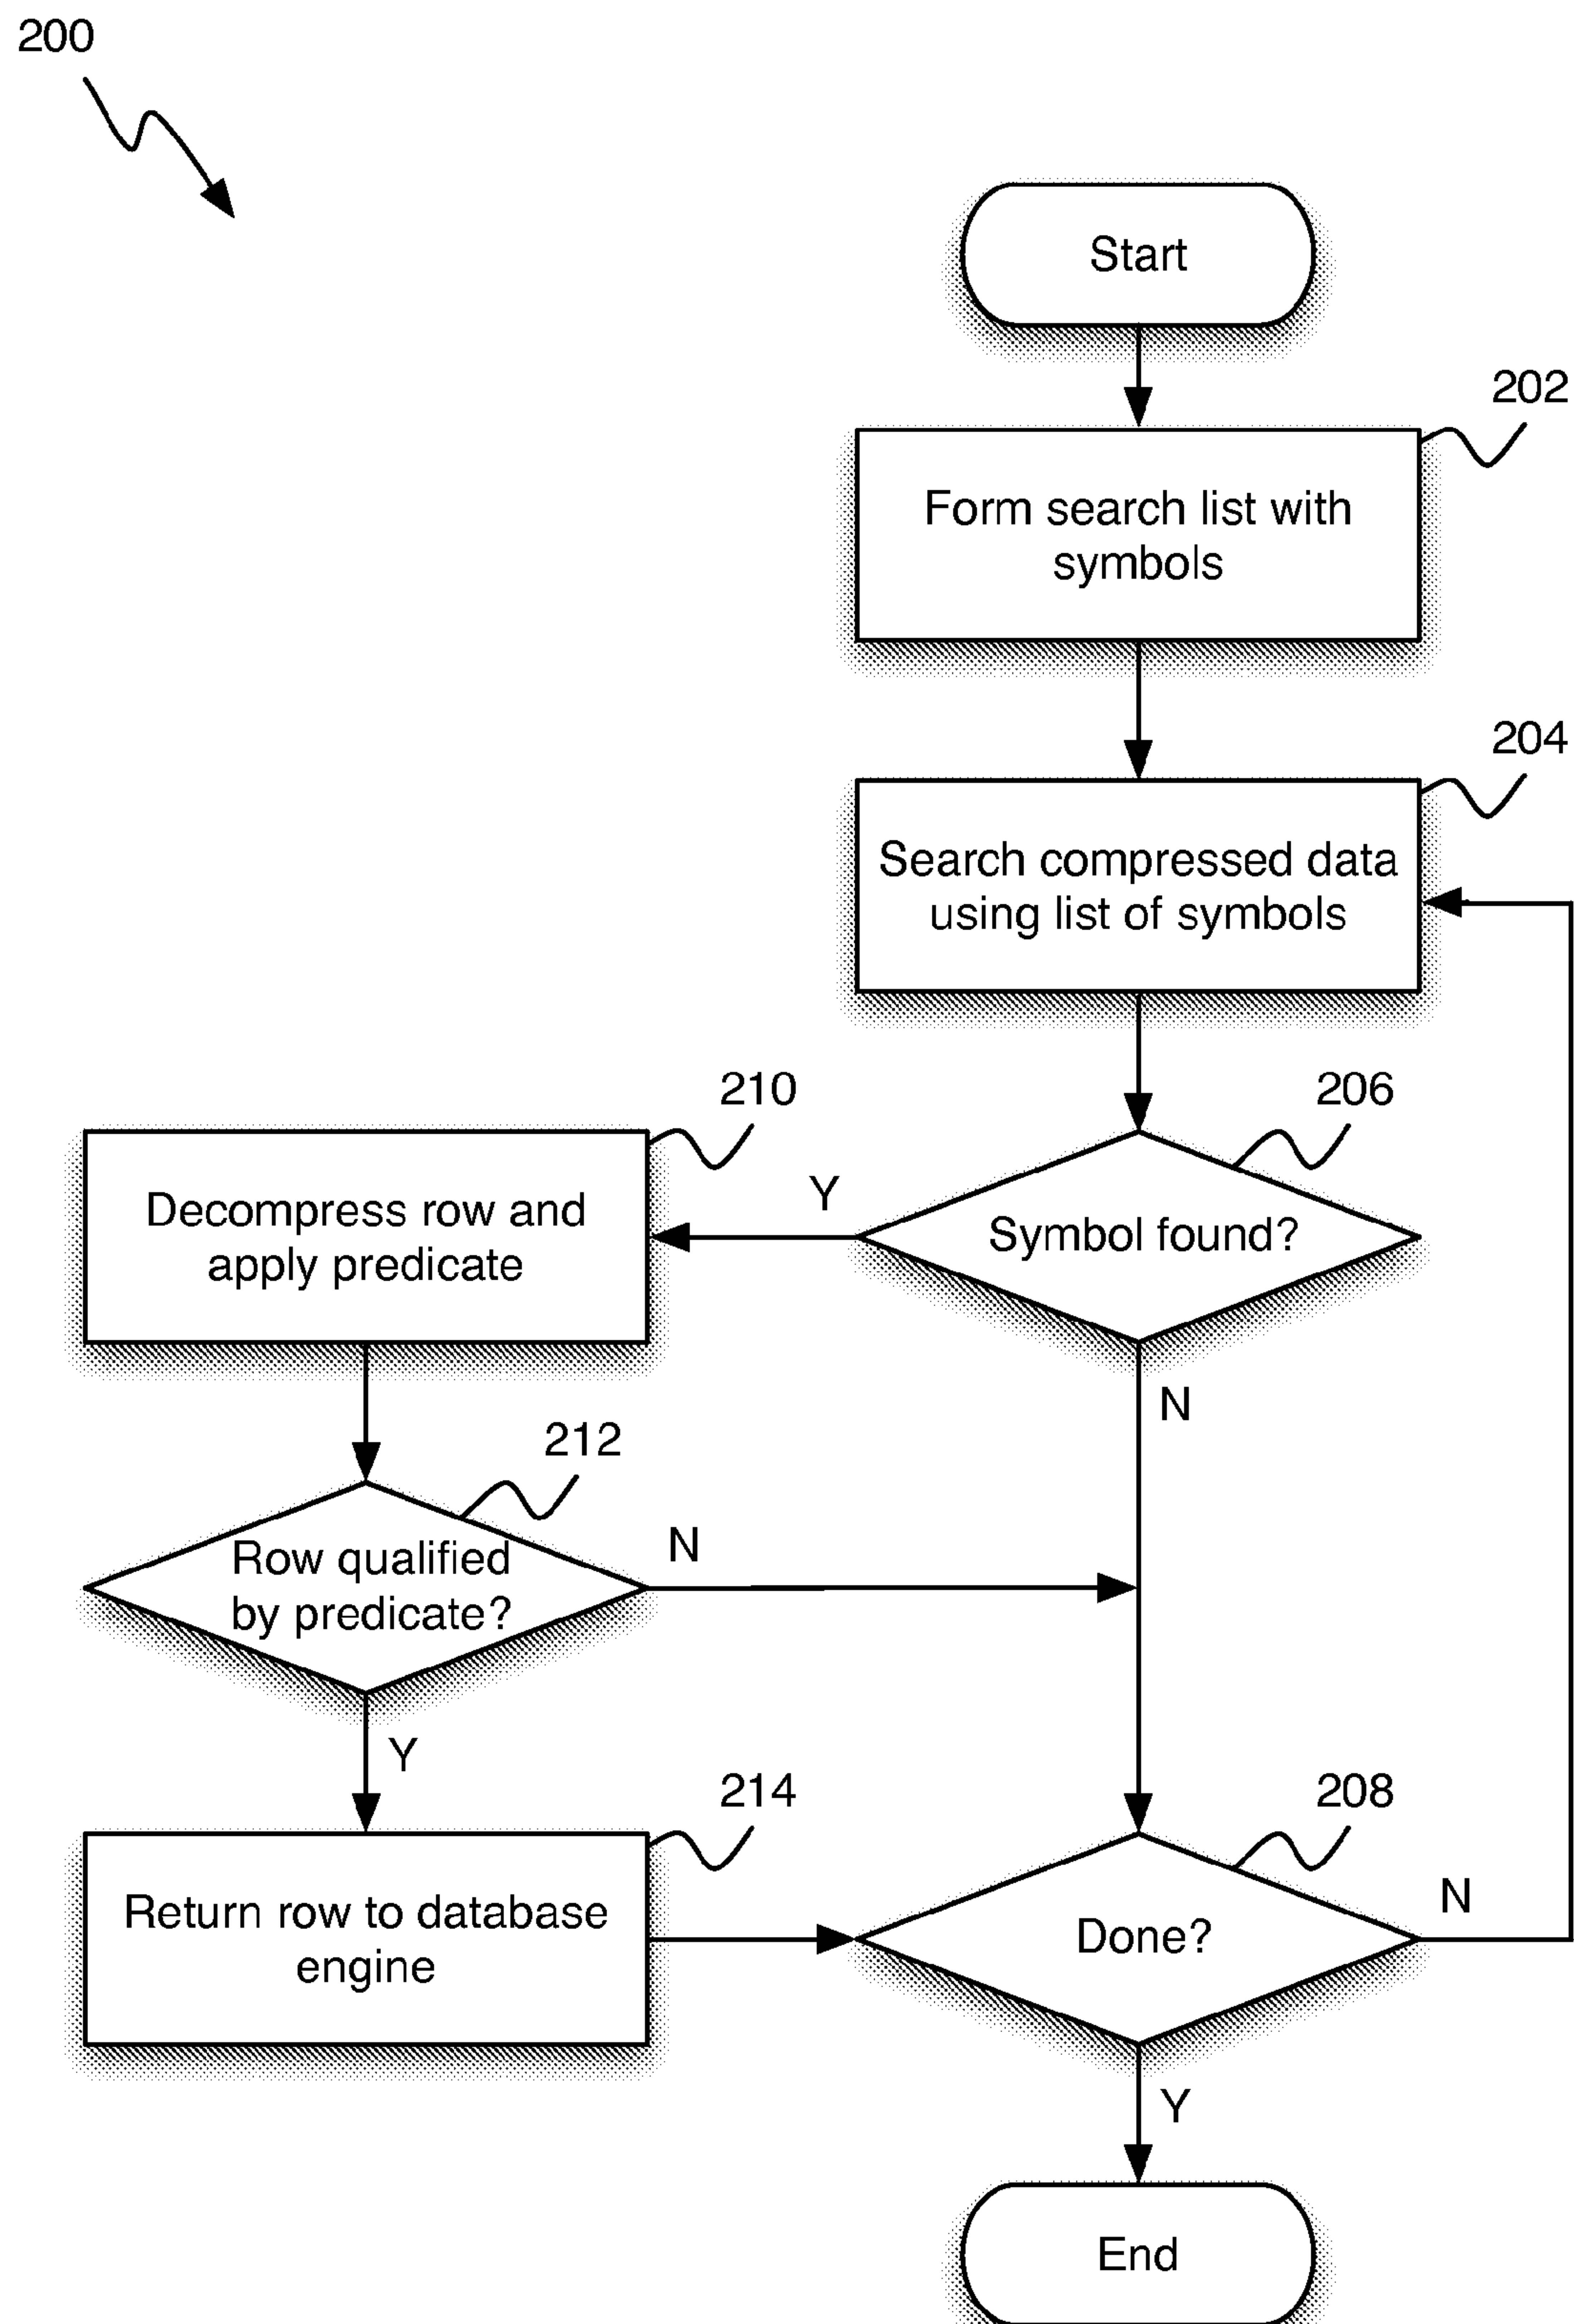 200
Start
202
Form search list with
symbols
204
Search compressed data
using list of symbols
210
206
Decompress row and
apply predicate
Y
Symbol found?
N
212
Row qualified
by predicate?
N
Y
214
208
Return row to database
engine
Done?
N
Y
End